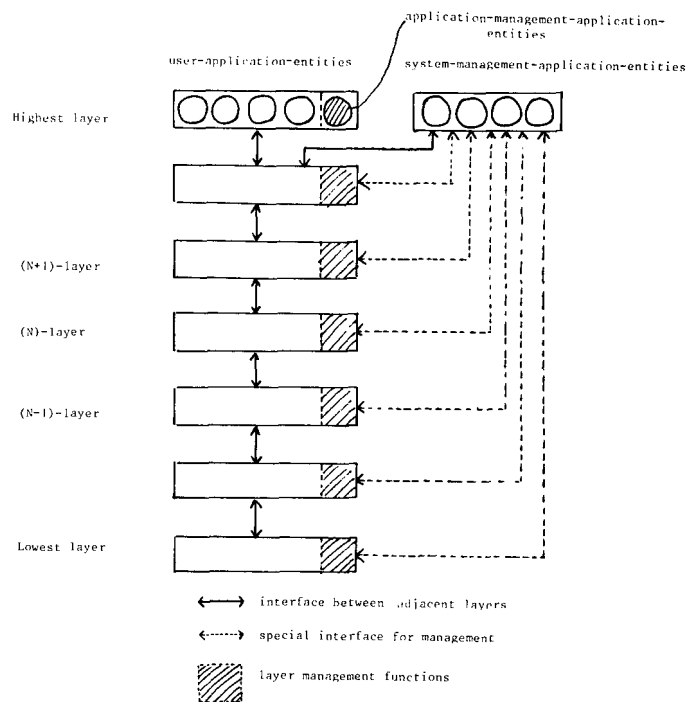 application-management-application-
entities
user-application-entities
system-management-application-entities
Highest layer
(N+1)-layer
(N)-layer
(N-1)-layer
Lowest layer
interface between adjacent layers
special interface for management
layer management functions